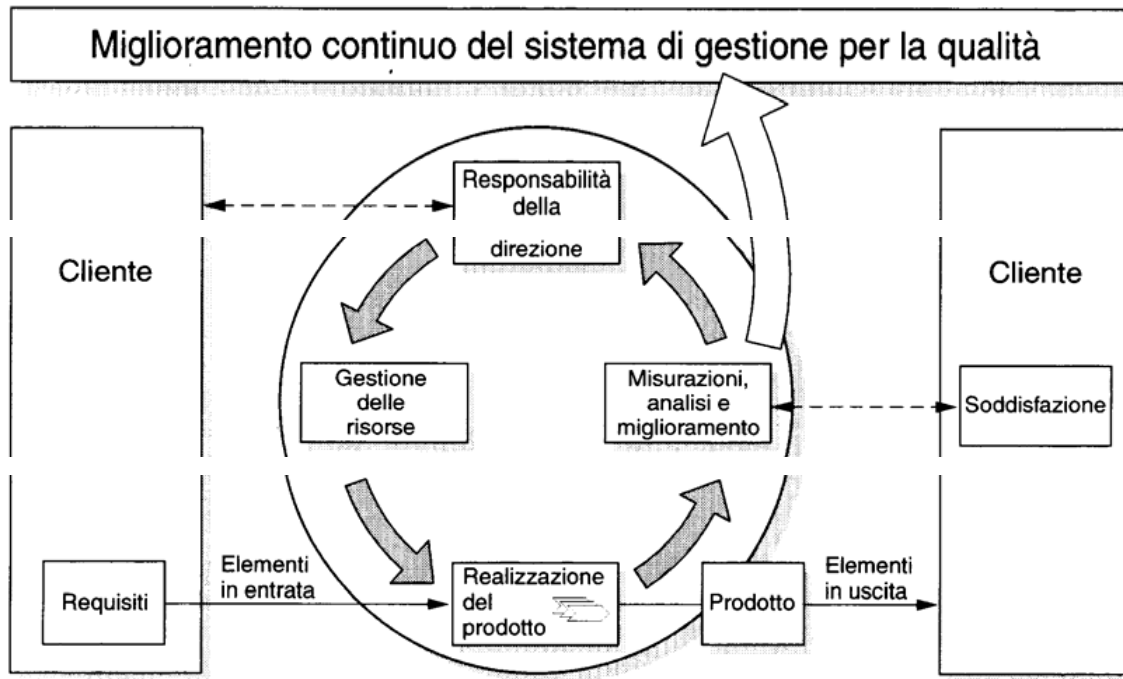 Miglioramento continuo del sistema di gestione per la qualità
Responsabilità
della
direzione
Cliente
Cliente
Gestione
delle
risorse
Misurazioni,
analisi e
miglioramento
Soddisfazione
Requisiti
Elementi
in entrata
Realizzazione
del
prodotto
Prodotto
Elementi
in uscita